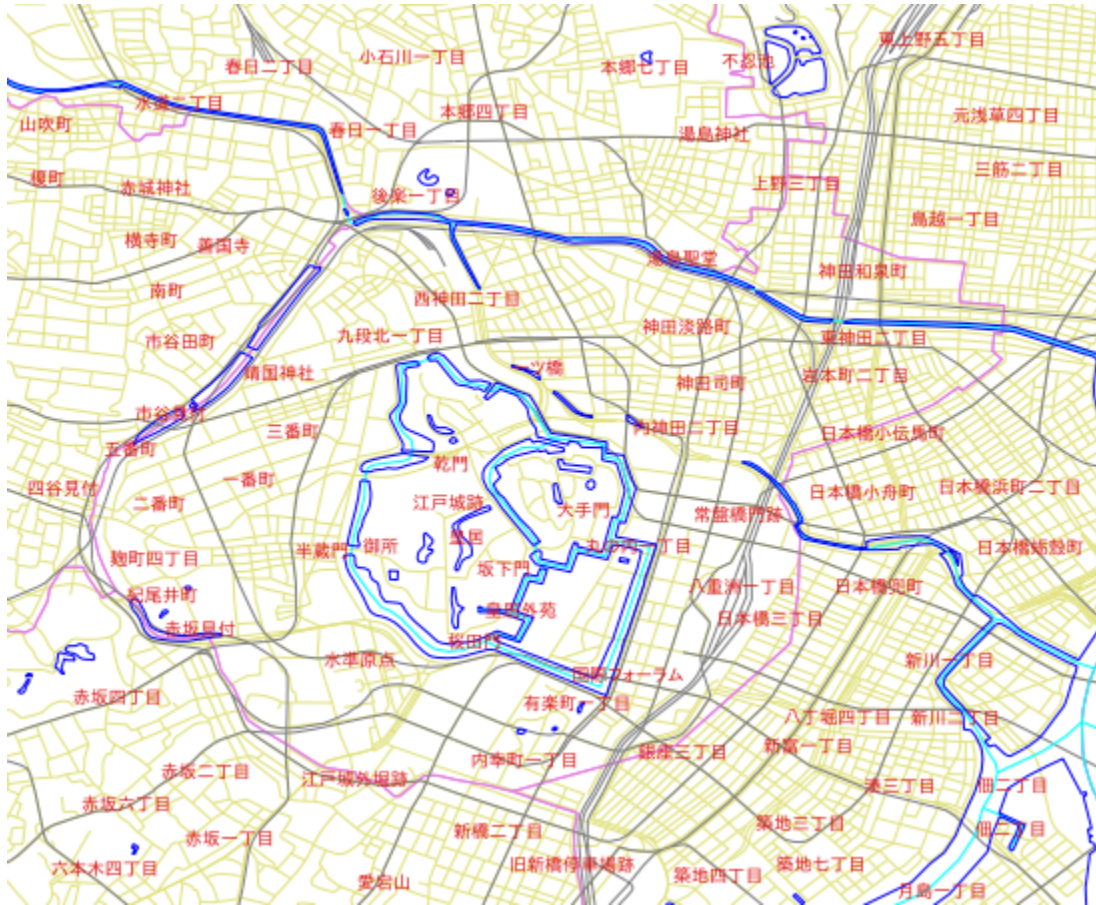 東上野五丁目
小石川一丁目
春日二丁目
本郷七丁目
不忍池
水道二丁目
本郷四丁目
山吹町
春日一丁目
湯島神社
元浅草四丁目
榎町
赤城神社
後楽一丁目
上野三丁目
三筋二丁目
鳥越一丁目
横寺町
善国寺
湯島聖堂
神田和泉町
南町
西神田二丁目
市谷田町
九段北一丁目
神田淡路町
東神田二丁目
靖国神社
一ツ橋
神田司町
岩本町二丁目
市谷見附
三番町
内神田二丁目
日本橋小伝馬町
五番町
乾門
四谷見付
一番町
二番町
江戸城跡
大手門
日本橋小舟町
日本橋浜町二丁目
常盤橋門跡
麹町四丁目
半蔵門
御所
皇居
丸の内一丁目
日本橋蛎殻町
坂下門
紀尾井町
八重洲一丁目
日本橋兜町
皇居外苑
日本橋三丁目
赤坂見付
桜田門
水準原点
国際フォーラム
新川一丁目
赤坂四丁目
有楽町一丁目
八丁堀四丁目
新川二丁目
赤坂二丁目
江戸城外堀跡
内幸町一丁目
銀座三丁目
新富一丁目
湊三丁目
佃二丁目
赤坂六丁目
赤坂一丁目
新橋二丁目
築地三丁目
佃二丁目
六本木四丁目
愛宕山
旧新橋停車場跡
築地四丁目
築地七丁目
月島一丁目